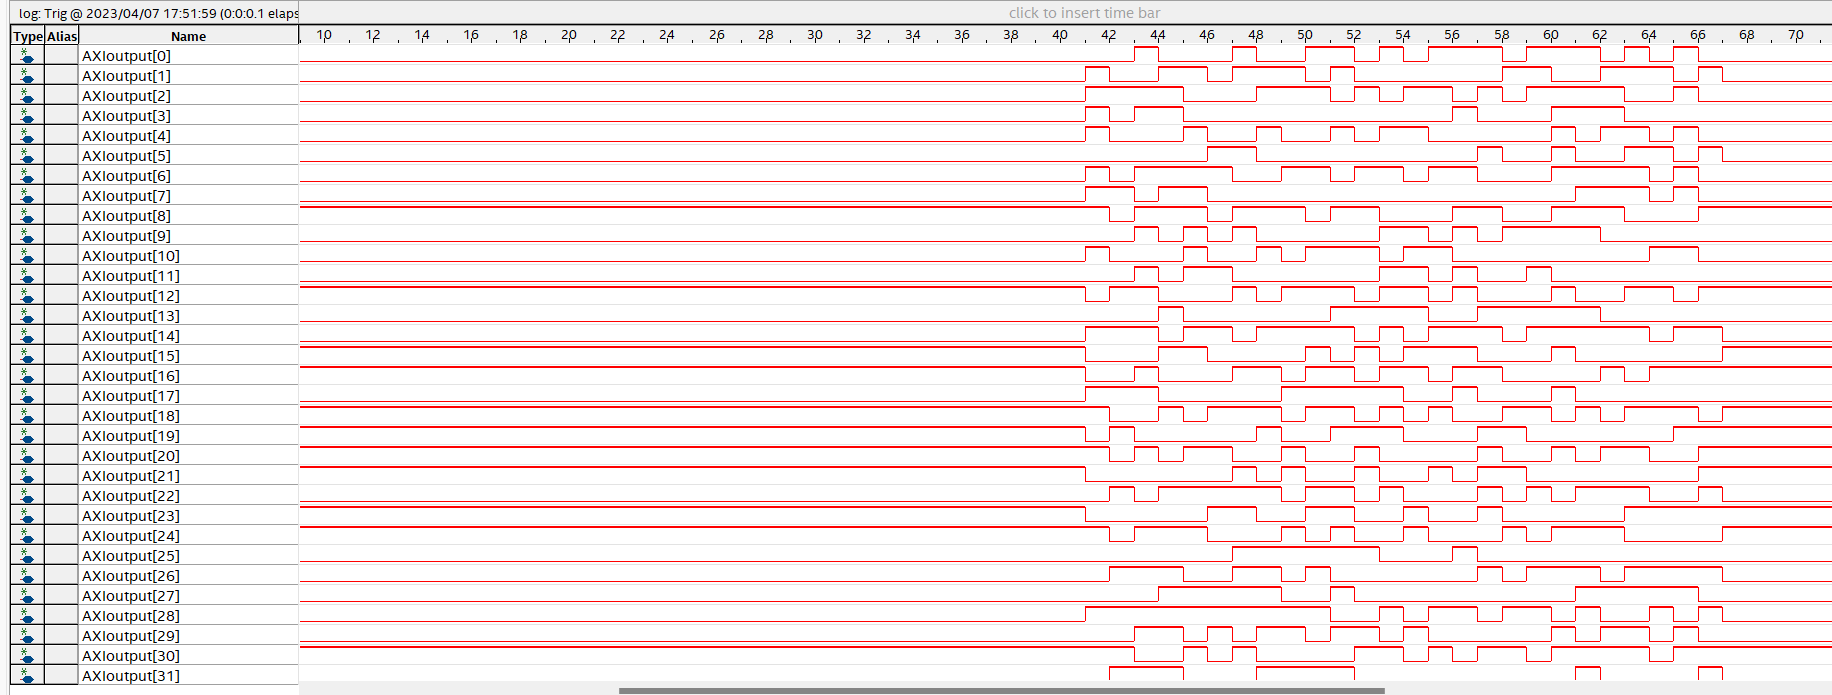 log: Trig @ 2023/04/07 17:51:59 (0:0:0.1 elaps click to insert time bar
Type Alias Name 10 12 14 16 18 20 22 24 26 28 30 32 34 36 38 40 42 44 46 48 50 52 54 56 58 60 62 64 66 68 70
AXIoutput[0]
AXIoutput[1]
AXIoutput[2]
AXIoutput[3]
AXIoutput[4]
AXIoutput[5]
AXIoutput[6]
AXIoutput[7]
AXIoutput[8]
AXIoutput[9]
AXIoutput[10]
AXIoutput[11]
AXIoutput[12]
AXIoutput[13]
AXIoutput[14]
AXIoutput[15]
AXIoutput[16]
AXIoutput[17]
AXIoutput[18]
AXIoutput[19]
AXIoutput[20]
AXIoutput[21]
AXIoutput[22]
AXIoutput[23]
AXIoutput[24]
AXIoutput[25]
AXIoutput[26]
AXIoutput[27]
AXIoutput[28]
AXIoutput[29]
AXIoutput[30]
AXIoutput[31]